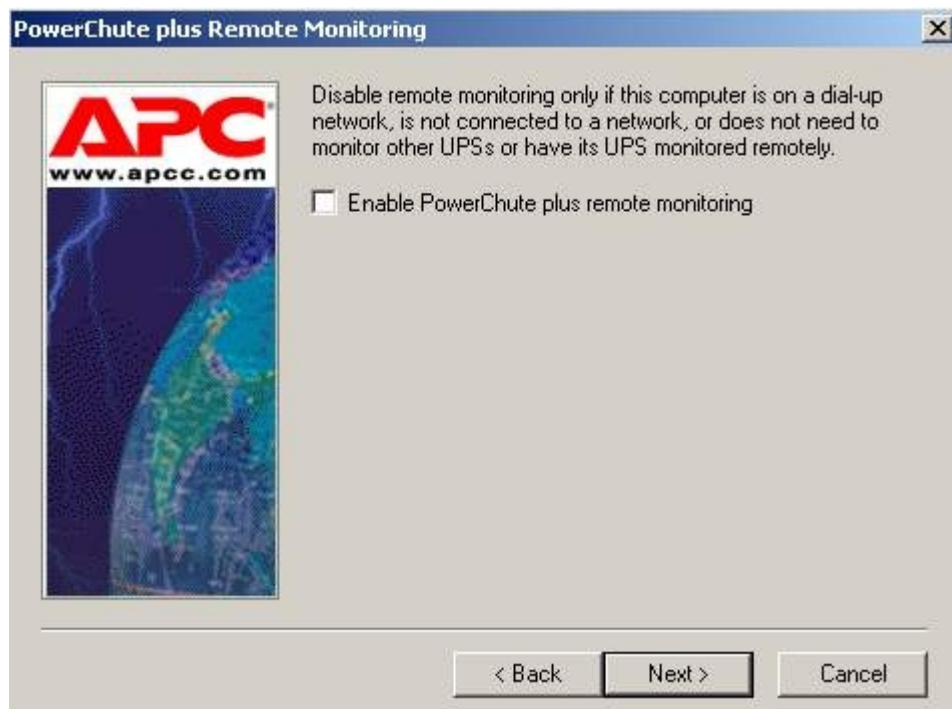 PowerChute plus Remote Monitoring
APC
www.apcc.com
Disable remote monitoring only if this computer is on a dial-up
network, is not connected to a network, or does not need to
monitor other UPSs or have its UPS monitored remotely.
Enable PowerChute plus remote monitoring
< Back
Next >
Cancel